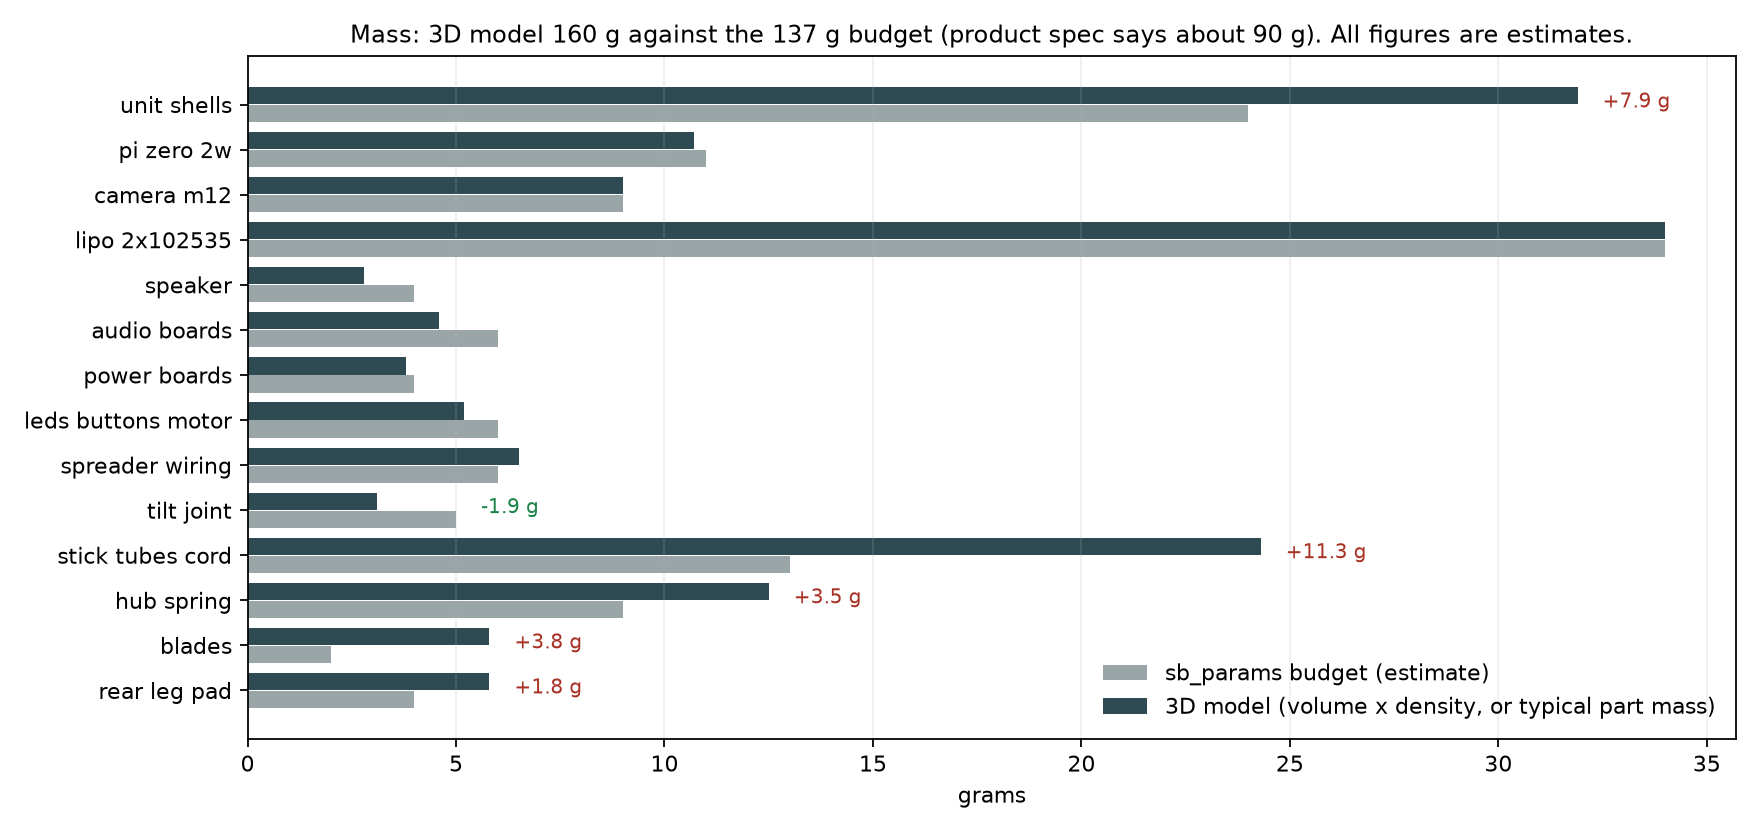 Mass: 3D model 160 g against the 137 g budget (product spec says about 90 g). All figures are estimates.
unit shells
+7.9 g
pi zero 2w
camera m12
lipo 2x102535
speaker
audio boards
power boards
leds buttons motor
spreader wiring
tilt joint
-1.9 g
stick tubes cord
+11.3 g
hub spring
+3.5 g
blades
+3.8 g
rear leg pad
+1.8 g
sb_params budget (estimate)
3D model (volume x density, or typical part mass)
0 5 10 15 20 25 30 35
grams